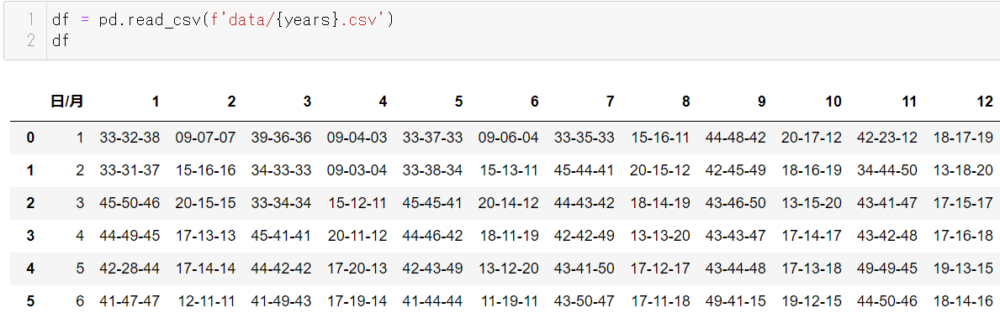 1 df = pd.read_csv(f'data/{years}.csv')
2 df
日/月 1 2 3 4 5 6 7 8 9 10 11 12
0 1 33-32-38 09-07-07 39-36-36 09-04-03 33-37-33 09-06-04 33-35-33 15-16-11 44-48-42 20-17-12 42-23-12 18-17-19
1 2 33-31-37 15-16-16 34-33-33 09-03-04 33-38-34 15-13-11 45-44-41 20-15-12 42-45-49 18-16-19 34-44-50 13-18-20
2 3 45-50-46 20-15-15 33-34-34 15-12-11 45-45-41 20-14-12 44-43-42 18-14-19 43-46-50 13-15-20 43-41-47 17-15-17
3 4 44-49-45 17-13-13 45-41-41 20-11-12 44-46-42 18-11-19 42-42-49 13-13-20 43-43-47 17-14-17 43-42-48 17-16-18
4 5 42-28-44 17-14-14 44-42-42 17-20-13 42-43-49 13-12-20 43-41-50 17-12-17 43-44-48 17-13-18 49-49-45 19-13-15
5 6 41-47-47 12-11-11 41-49-43 17-19-14 41-44-44 11-19-11 43-50-47 17-11-18 49-41-15 19-12-15 44-50-46 18-14-16